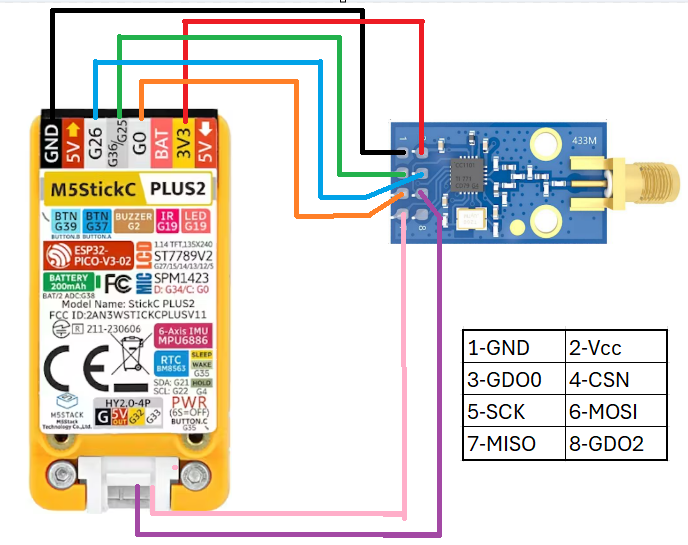 GND
5V
G26
G36/G25
G0
BAT
3V3
5V
M5StickC PLUS2
BTN G39
BUTTON.B
BTN G37
BUTTON.A
BUZZER G2
IR G19
LED G19
ESP32-PICO-V3-02
LCD
1.14 TFT,135X240
ST7789V2
G27/15/14/13/12/5
BATTERY 200mAh
BAT/2 ADC:G38
FC
MIC
SPM1423
D: G34/C: G0
Model Name: StickC PLUS2
FCC ID:2AN3WSTICKCPLUSV11
R 211-230606
6-Axis IMU
MPU6886
CE
RTC
BM8563
SLEEP
WAKE
G35
SDA: G21
SCL: G22
HOLD
G4
M5STACK
M5Stack
Technology Co.,Ltd.
HY2.0-4P
G
5V
OUT
G32
G33
PWR
(6S=OFF)
BUTTON.C
G35
1
8
CC1101
433M
1-GND 2-Vcc
3-GDO0 4-CSN
5-SCK 6-MOSI
7-MISO 8-GDO2